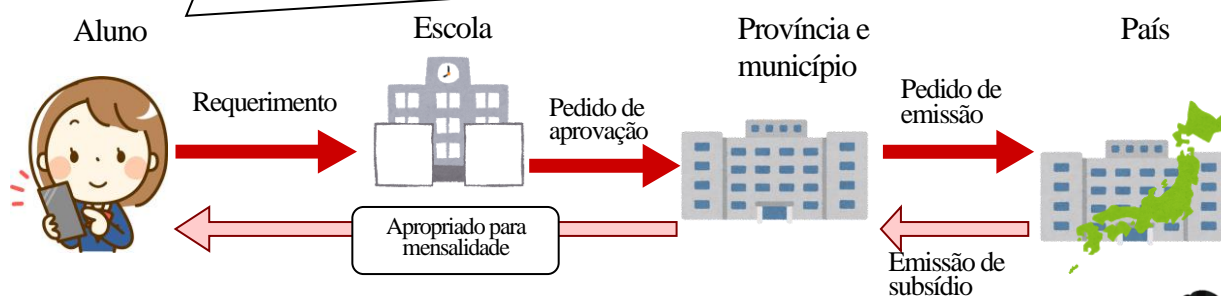 Aluno
Escola
Província e
município
País
Requerimento
Pedido de
aprovação
Pedido de
emissão
Apropriado para
mensalidade
Emissão de
subsídio